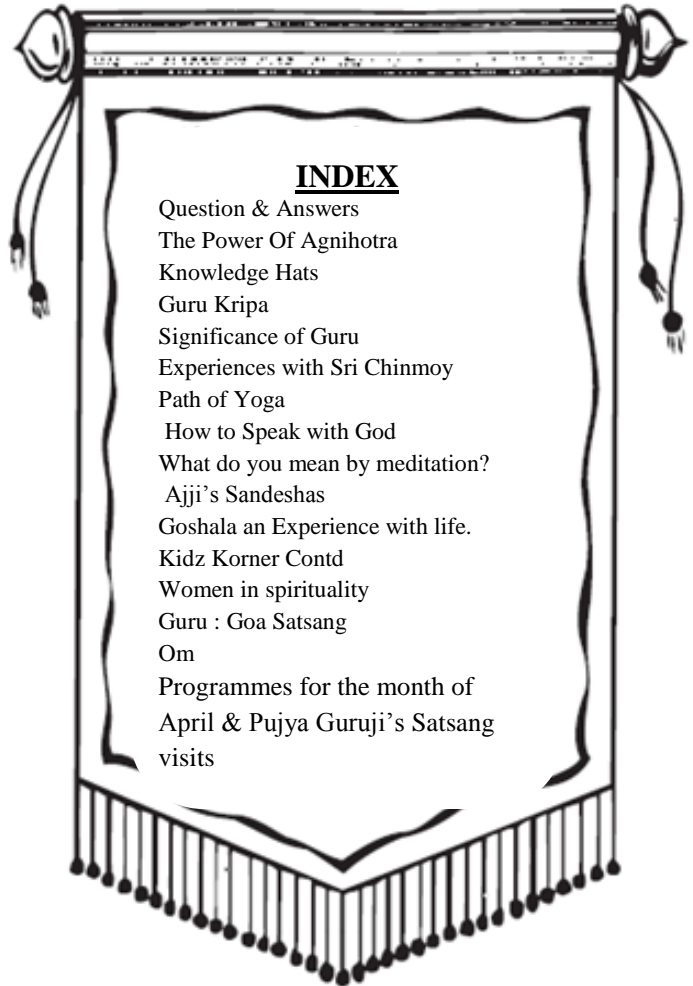 INDEX
Question & Answers
The Power Of Agnihotra
Knowledge Hats
Guru Kripa
Significance of Guru
Experiences with Sri Chinmoy
Path of Yoga
How to Speak with God
What do you mean by meditation?
Ajji’s Sandeshas
Goshala an Experience with life.
Kidz Korner Contd
Women in spirituality
Guru : Goa Satsang
Om
Programmes for the month of
April & Pujya Guruji’s Satsang
visits